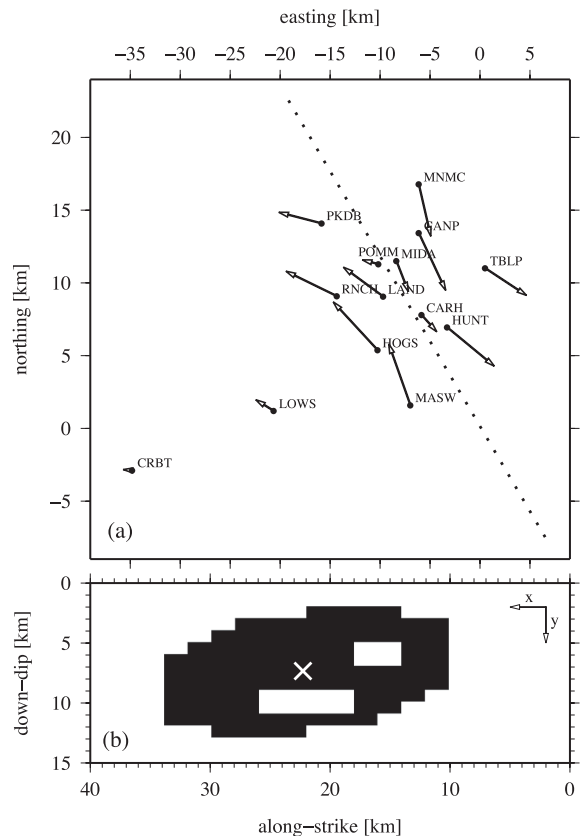 easting [km]
−35 −30 −25 −20 −15 −10 −5 0 5
20
MNMC
15
PKDB
GANP
POMM MIDA
TBLP
10
RNCH LAND
CARH
HUNT
northing [km]
5
HOGS
MASW
LOWS
0
CRBT
−5
(a)
0
x
y
5
down−dip [km]
10
(b)
15
40 30 20 10 0
along−strike [km]